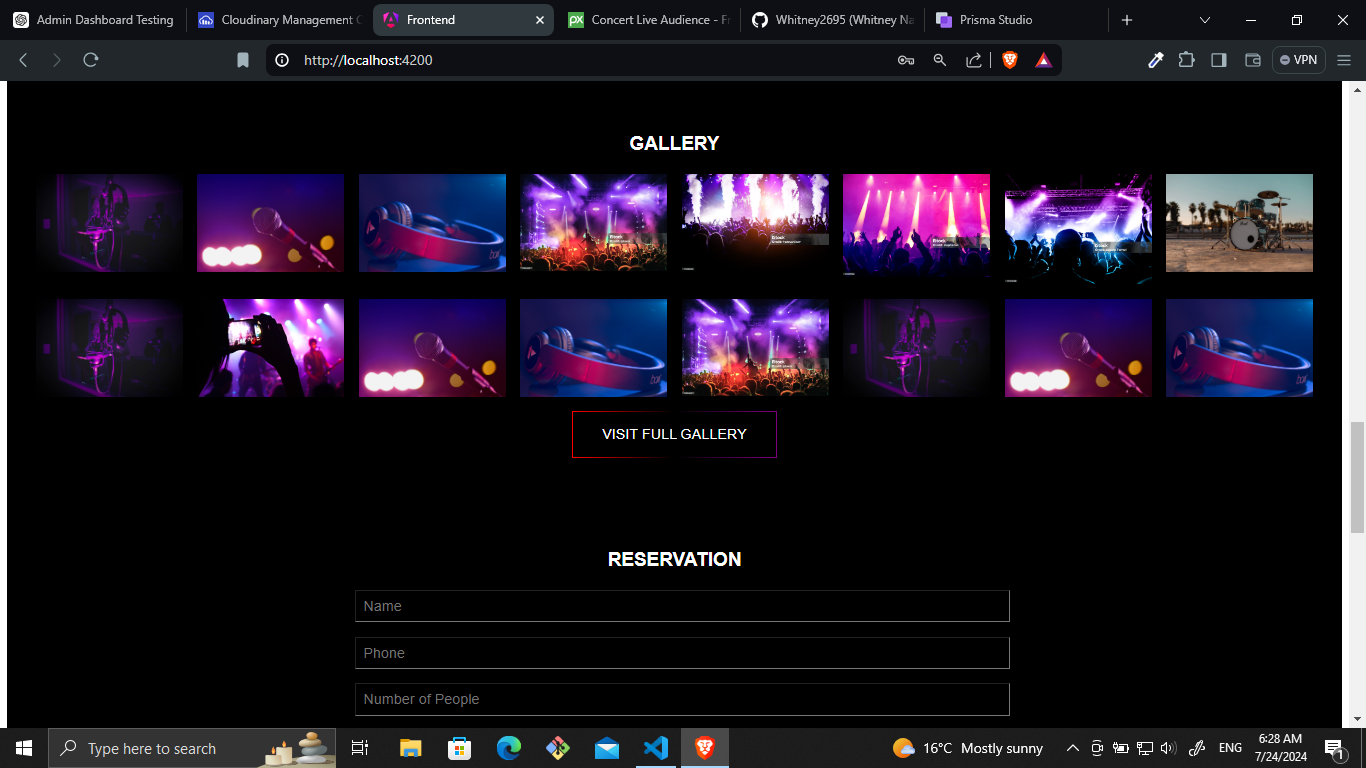 Admin Dashboard Testing
Cloudinary Management C
Frontend
Concert Live Audience - Fr
Whitney2695 (Whitney Na
Prisma Studio
http://localhost:4200
VPN
GALLERY
VISIT FULL GALLERY
RESERVATION
Name
Phone
Number of People
Type here to search
16°C Mostly sunny
ENG
6:28 AM
7/24/2024
1